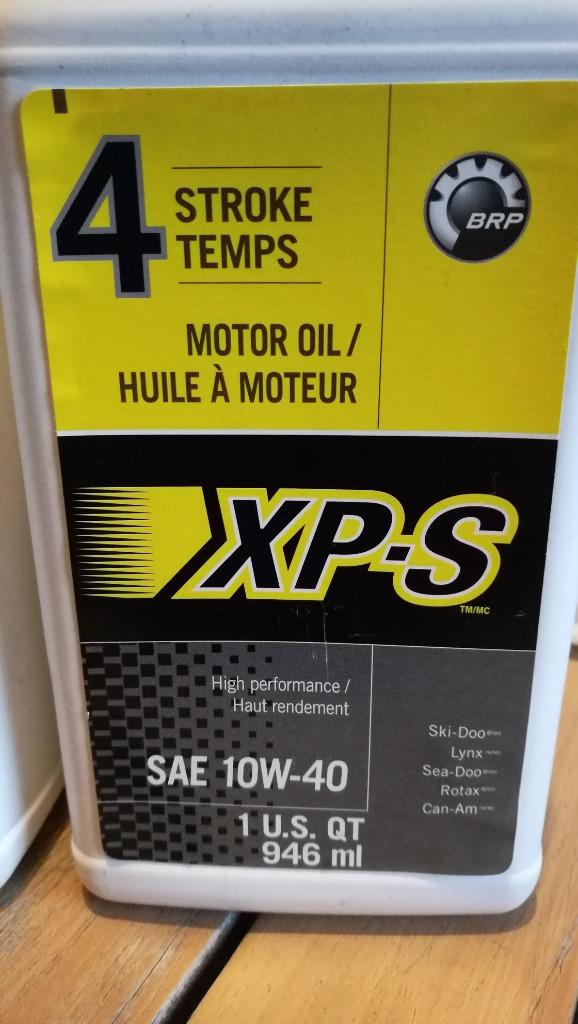 4
STROKE
TEMPS
BRP
MOTOR OIL /
HUILE À MOTEUR
XP-S
TM/MC
High performance /
Haut rendement
Ski-Doo
Lynx
Sea-Doo
Rotax
Can-Am
SAE 10W-40
1 U.S. QT
946 ml